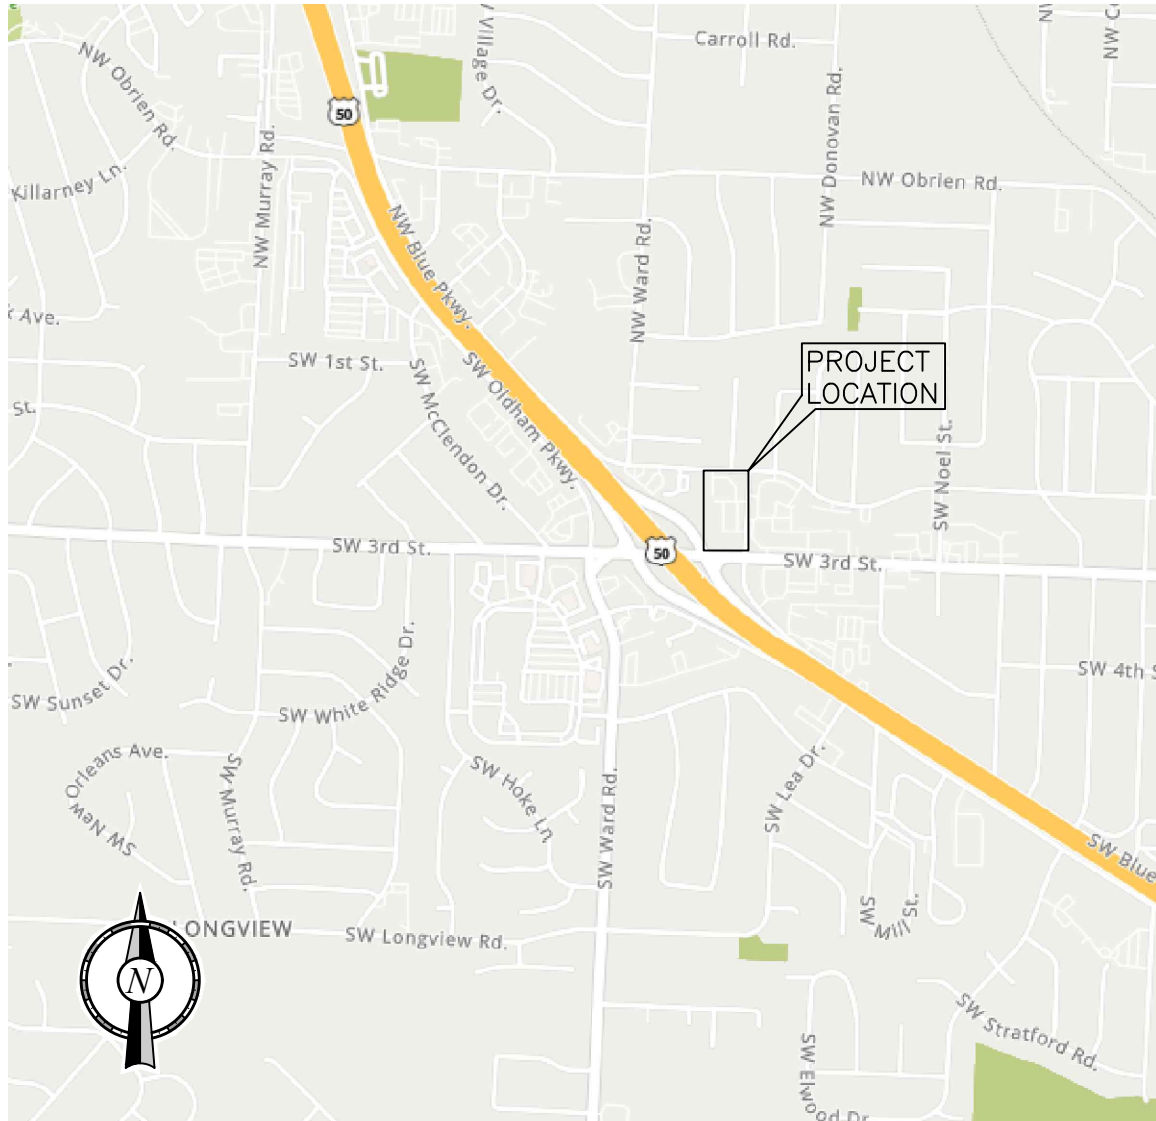 Village Dr.
Carroll Rd.
NW Obrien Rd.
50
NW Murray Rd.
NW Donovan Rd.
Killarney Ln.
NW Obrien Rd.
NW Blue Pkwy.
NW Ward Rd.
Ave.
SW 1st St.
SW McClendon Dr.
SW Oldham Pkwy.
PROJECT
LOCATION
St.
SW Noel St.
SW 3rd St.
50
SW 3rd St.
SW Sunset Dr.
SW White Ridge Dr.
SW 4th S
SW New Orleans Ave.
SW Murray Rd.
SW Hoke Ln
SW Ward Rd.
SW Lea Dr.
SW Blue
SW Mill St.
LONGVIEW
SW Longview Rd.
N
SW Stratford Rd.
SW Elwood Dr